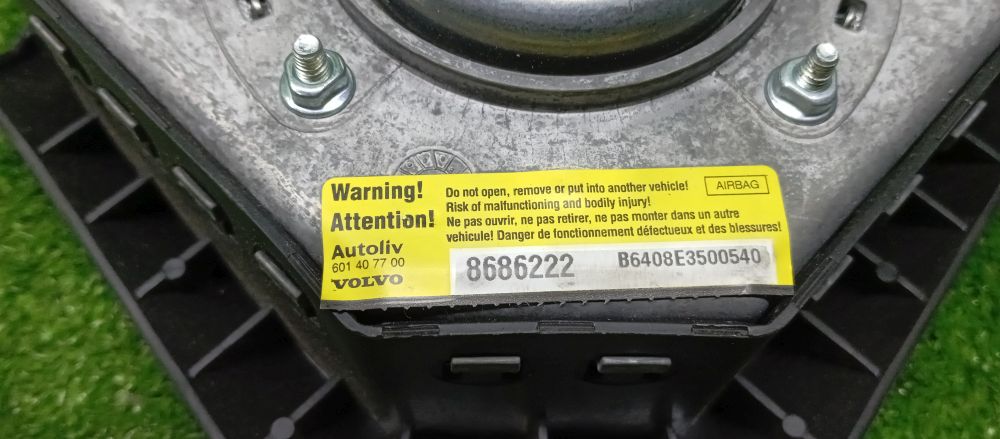 Warning!
Attention!
Autoliv
601 40 77 00
VOLVO
Do not open, remove or put into another vehicle!
Risk of malfunctioning and bodily injury!
Ne pas ouvrir, ne pas retirer, ne pas monter dans un autre
vehicule! Danger de fonctionnement défectueux et des blessures!
AIRBAG
8686222
B6408E3500540